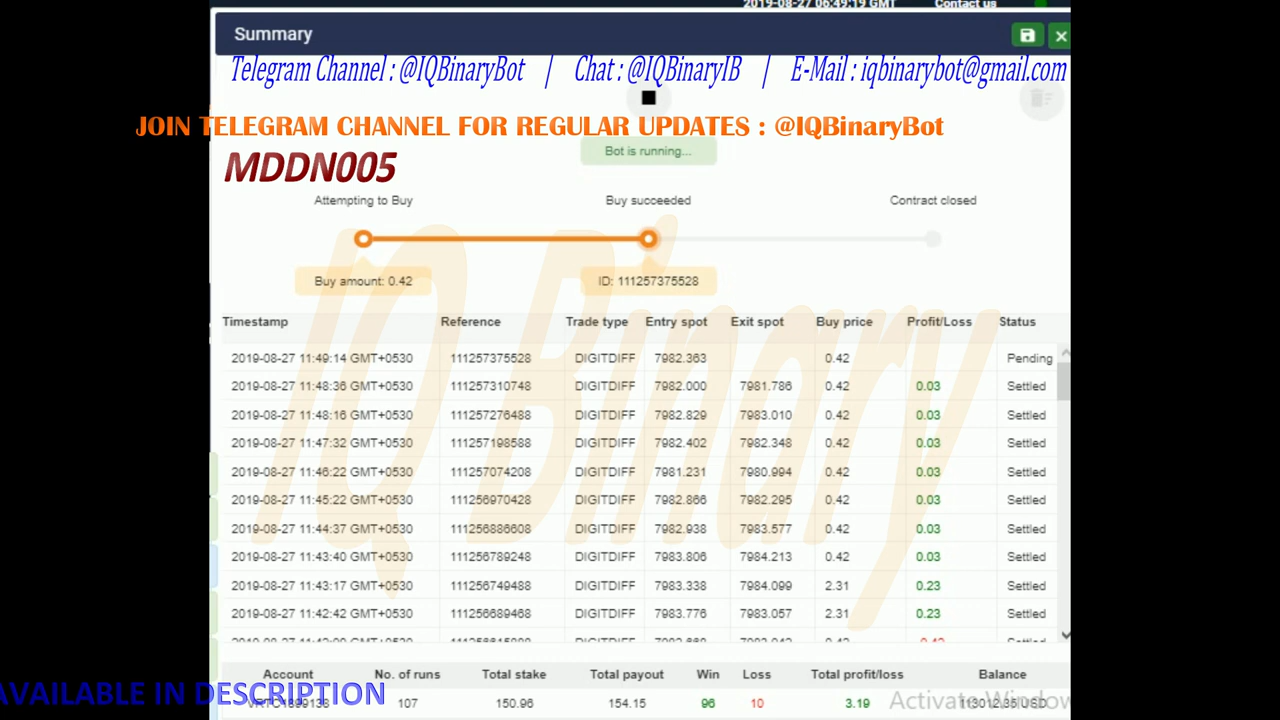 2019-08-27 06:49:19 GMT Contact us
Summary
Telegram Channel : @IQBinaryBot | Chat : @IQBinaryIB | E-Mail : iqbinarybot@gmail.com
JOIN TELEGRAM CHANNEL FOR REGULAR UPDATES : @IQBinaryBot
Bot is running...
MDDN005
Attempting to Buy Buy succeeded Contract closed
Buy amount: 0.42 ID: 111257375528
IQ Binary
Timestamp Reference Trade type Entry spot Exit spot Buy price Profit/Loss Status
2019-08-27 11:49:14 GMT+0530 111257375528 DIGITDIFF 7982.363 0.42 Pending
2019-08-27 11:48:36 GMT+0530 111257310748 DIGITDIFF 7982.000 7981.786 0.42 0.03 Settled
2019-08-27 11:48:16 GMT+0530 111257276488 DIGITDIFF 7982.829 7983.010 0.42 0.03 Settled
2019-08-27 11:47:32 GMT+0530 111257198588 DIGITDIFF 7982.402 7982.348 0.42 0.03 Settled
2019-08-27 11:46:22 GMT+0530 111257074208 DIGITDIFF 7981.231 7980.994 0.42 0.03 Settled
2019-08-27 11:45:22 GMT+0530 111256970428 DIGITDIFF 7982.866 7982.295 0.42 0.03 Settled
2019-08-27 11:44:37 GMT+0530 111256886608 DIGITDIFF 7982.938 7983.577 0.42 0.03 Settled
2019-08-27 11:43:40 GMT+0530 111256789248 DIGITDIFF 7983.806 7984.213 0.42 0.03 Settled
2019-08-27 11:43:17 GMT+0530 111256749488 DIGITDIFF 7983.338 7984.099 2.31 0.23 Settled
2019-08-27 11:42:42 GMT+0530 111256689468 DIGITDIFF 7983.776 7983.057 2.31 0.23 Settled
Account No. of runs Total stake Total payout Win Loss Total profit/loss Balance
AVAILABLE IN DESCRIPTION
107 150.96 154.15 96 10 3.19
Activate Window